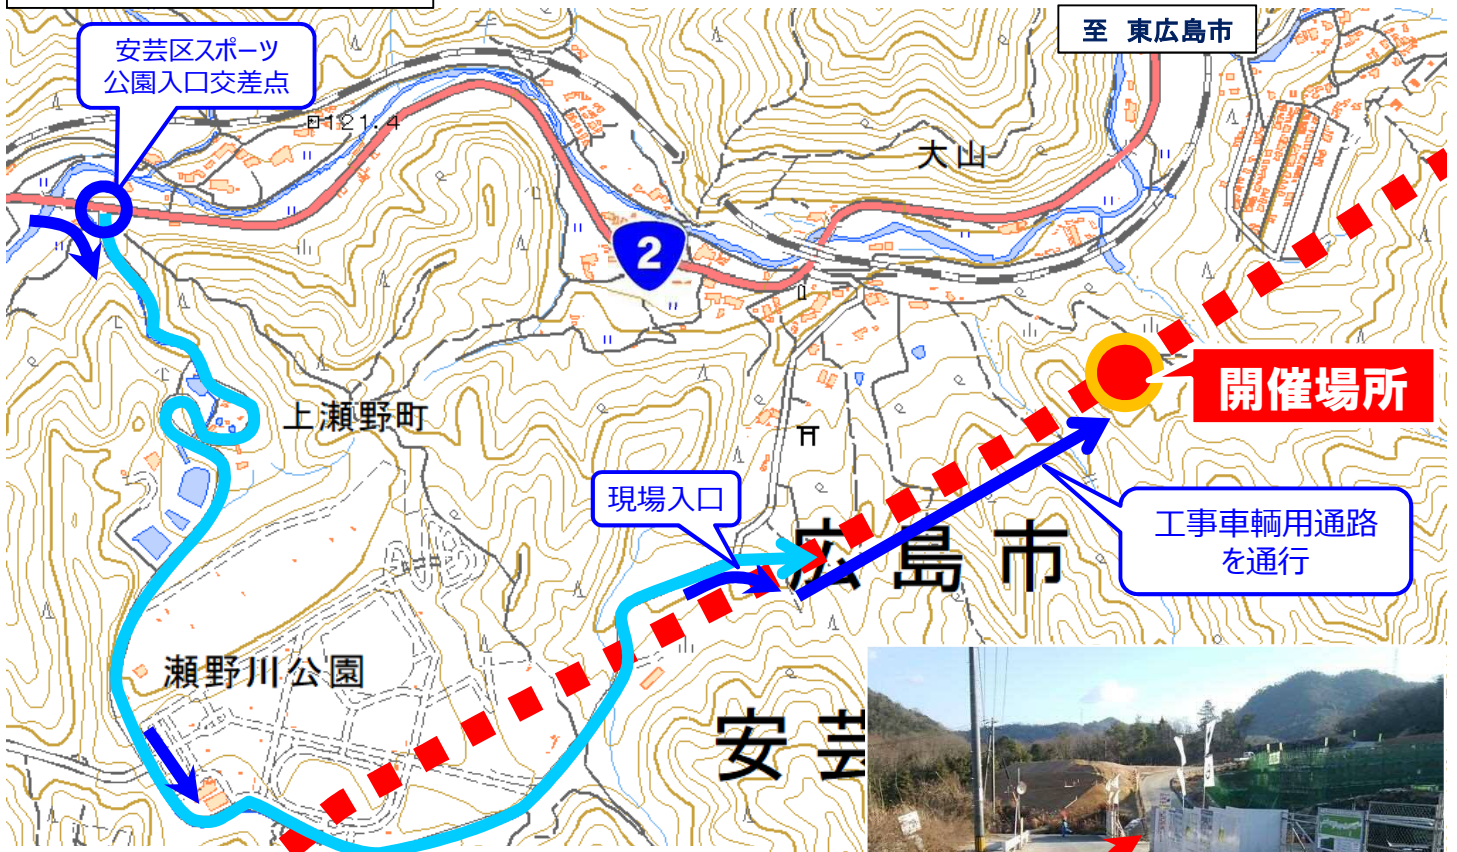 至 東広島市
安芸区スポーツ
公園入口交差点
121.4
大山
2
開催場所
上瀬野町
現場入口
工事車輌用通路
を通行
広島市
瀬野川公園
安芸